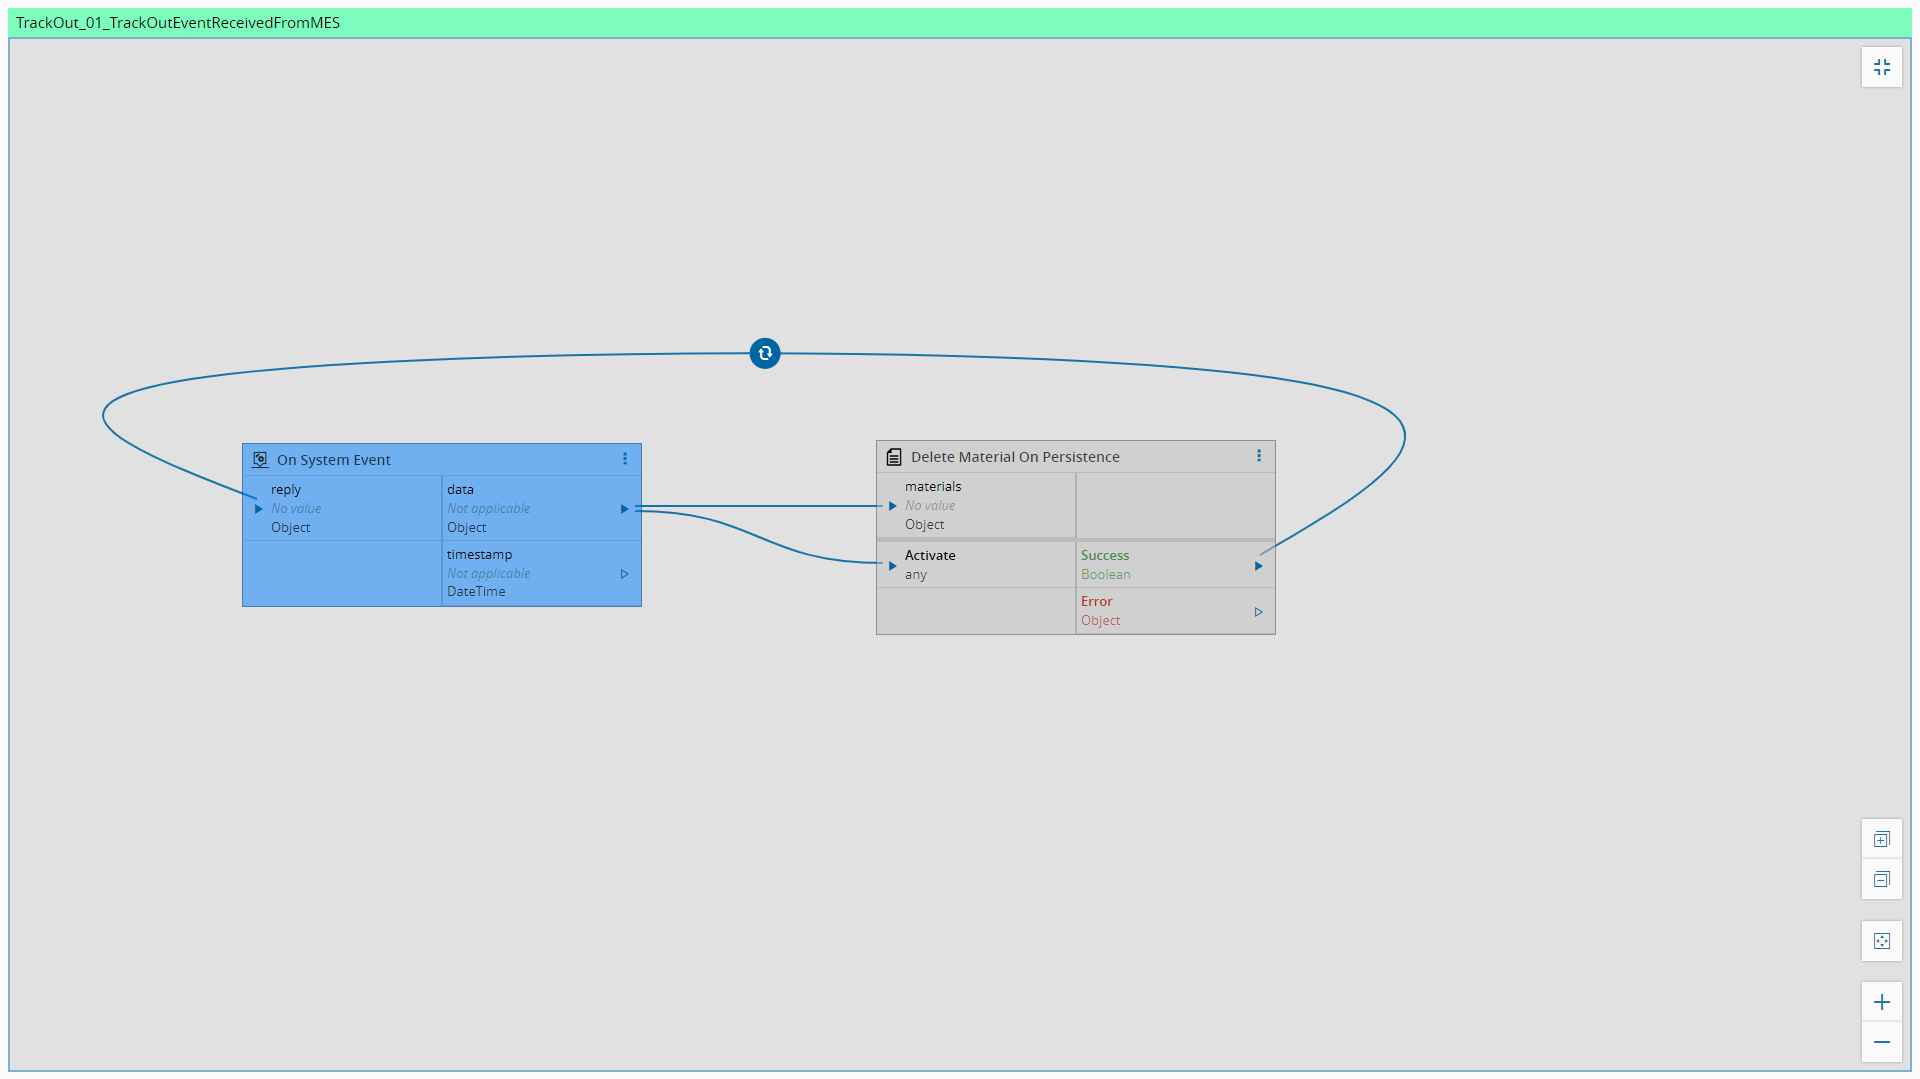 TrackOut_01_TrackOutEventReceivedFromMES
On System Event
reply
No value
Object
data
Not applicable
Object
timestamp
Not applicable
DateTime
Delete Material On Persistence
materials
No value
Object
Activate
any
Success
Boolean
Error
Object